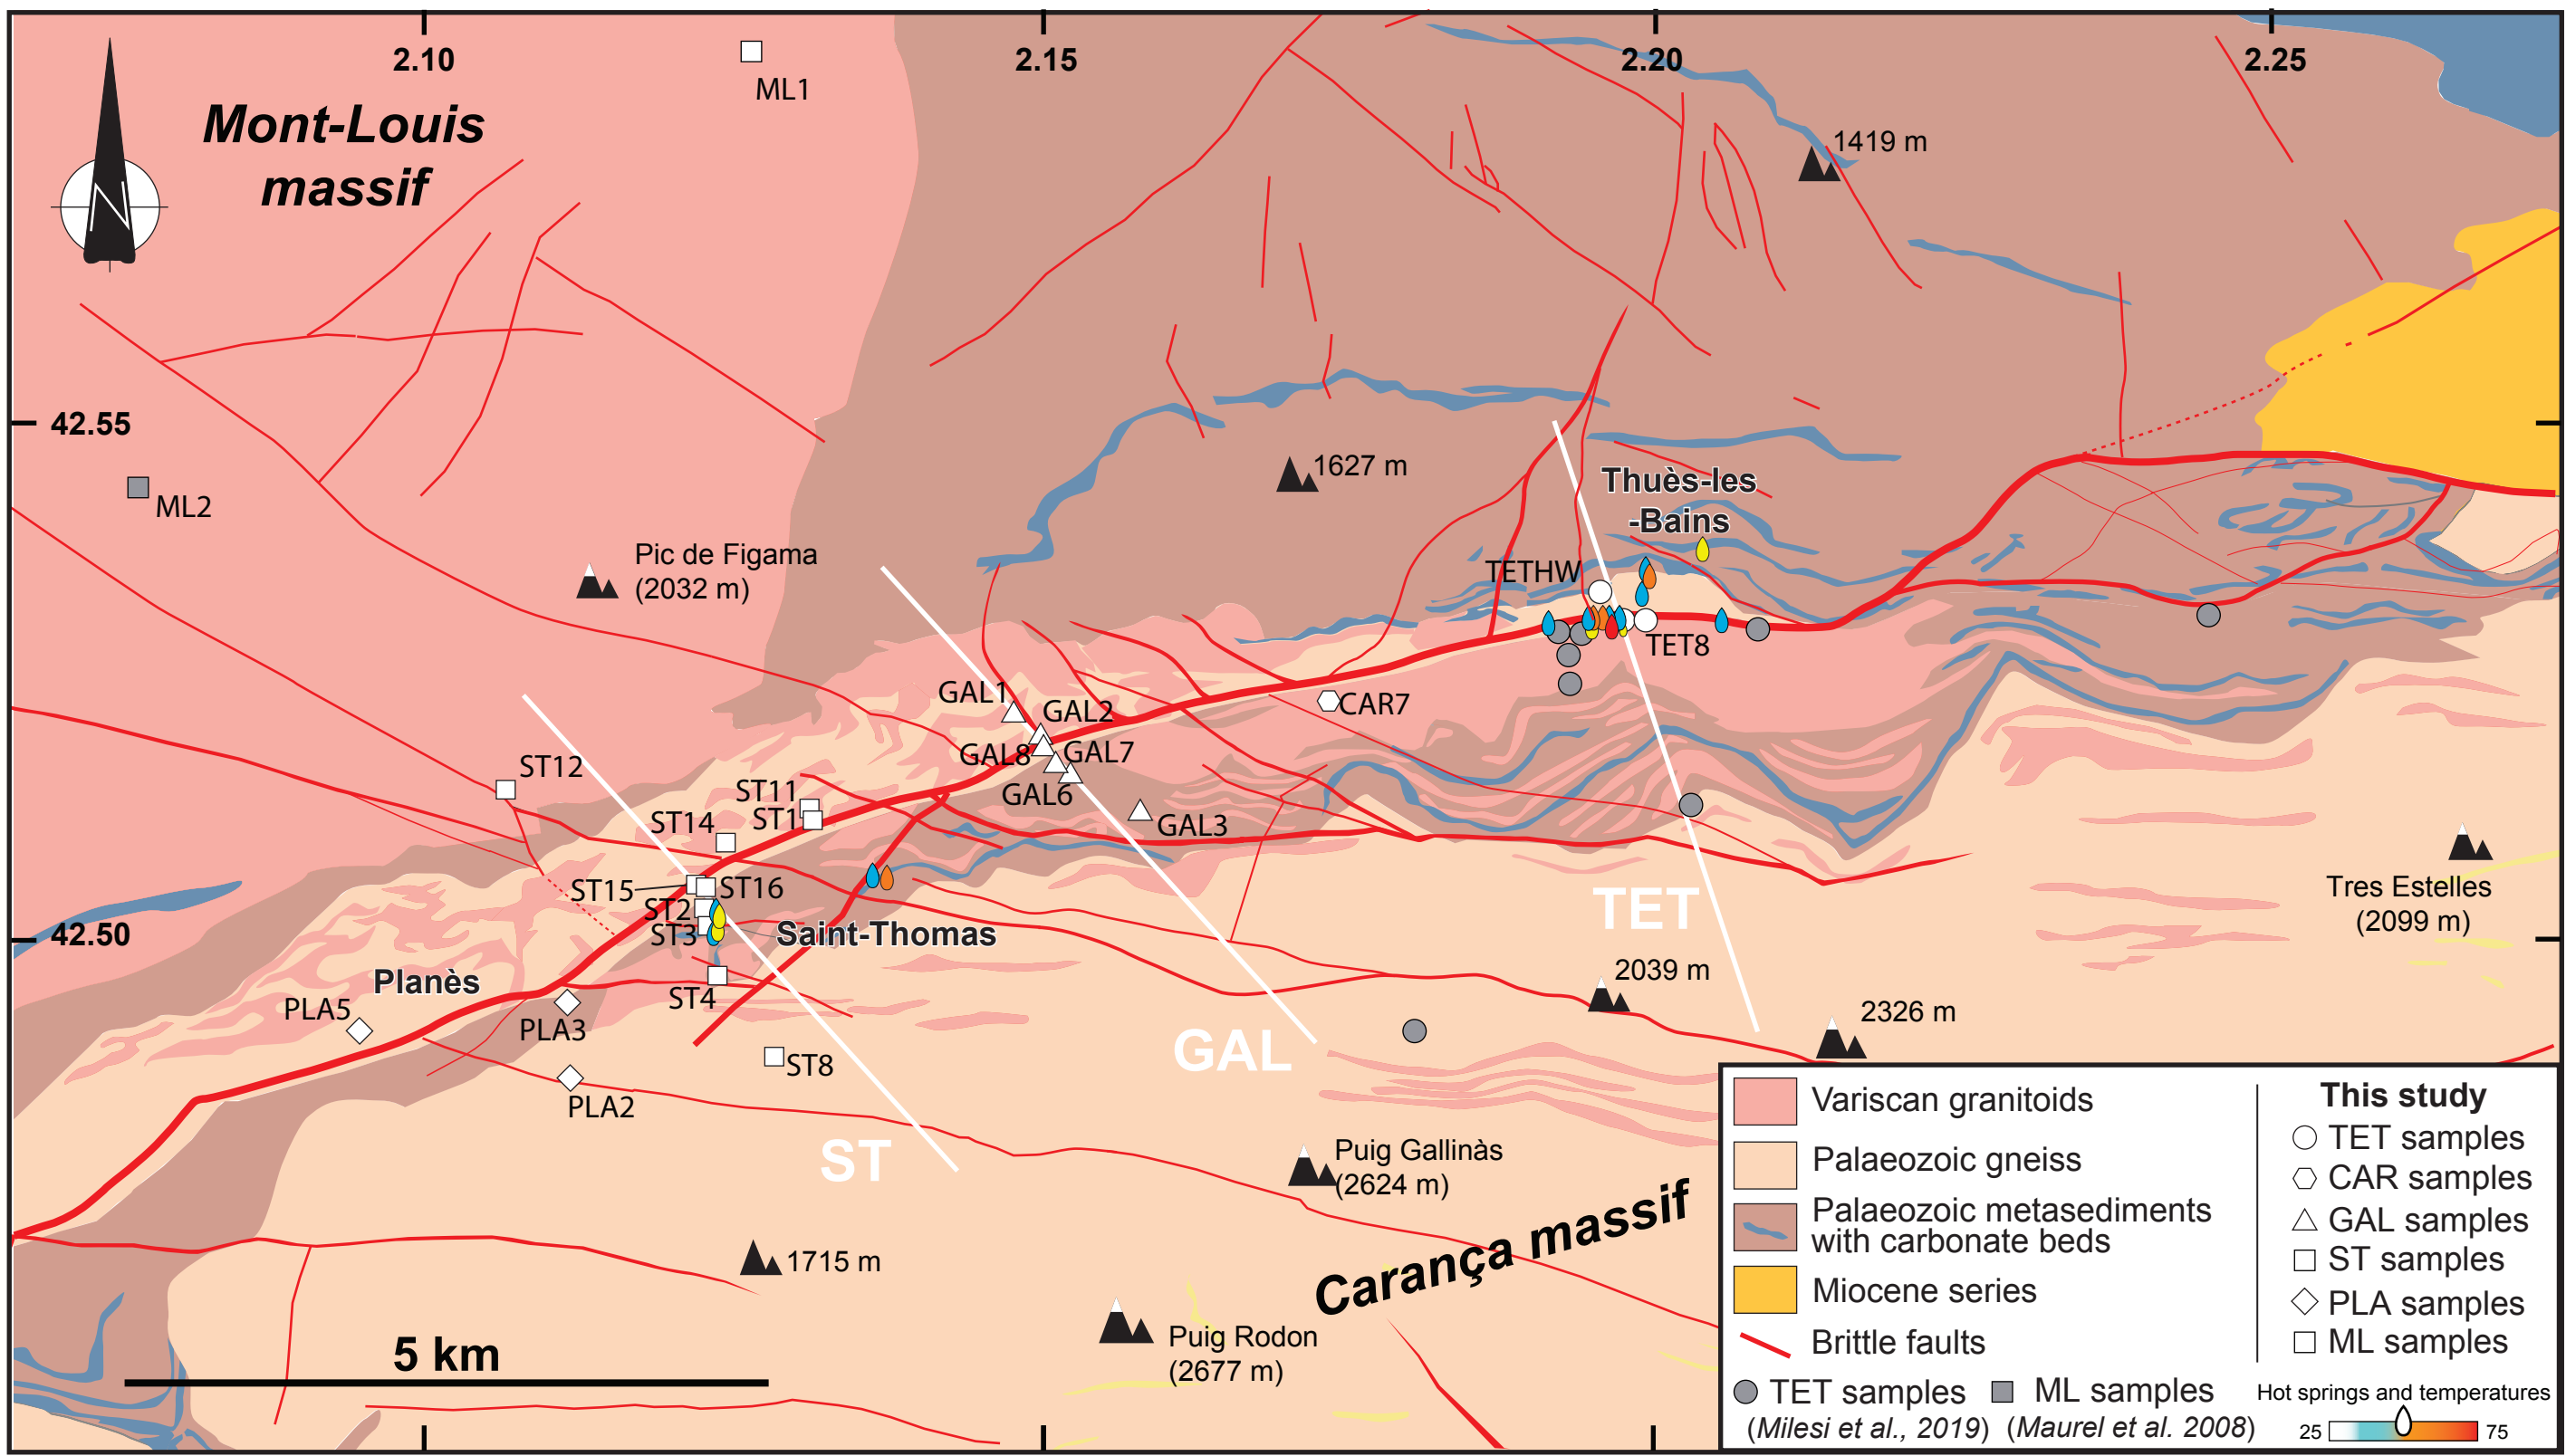 2.10
2.15
2.20
2.25
ML1
Mont-Louis
massif
N
1419 m
42.55
ML2
1627 m
Thuès-les
-Bains
Pic de Figama
(2032 m)
TETHW
TET8
GAL1
GAL2
CAR7
GAL8
GAL7
GAL6
GAL3
ST12
ST11
ST1
ST14
ST15
ST16
ST2
ST3
Saint-Thomas
42.50
TET
Tres Estelles
(2099 m)
Planès
ST4
2039 m
PLA5
PLA3
2326 m
GAL
ST8
PLA2
ST
Puig Gallinàs
(2624 m)
Carança massif
1715 m
Puig Rodon
(2677 m)
5 km
Variscan granitoids
Palaeozoic gneiss
Palaeozoic metasediments
with carbonate beds
Miocene series
Brittle faults
TET samples
(Milesi et al., 2019)
ML samples
(Maurel et al. 2008)
This study
TET samples
CAR samples
GAL samples
ST samples
PLA samples
ML samples
Hot springs and temperatures
25
75